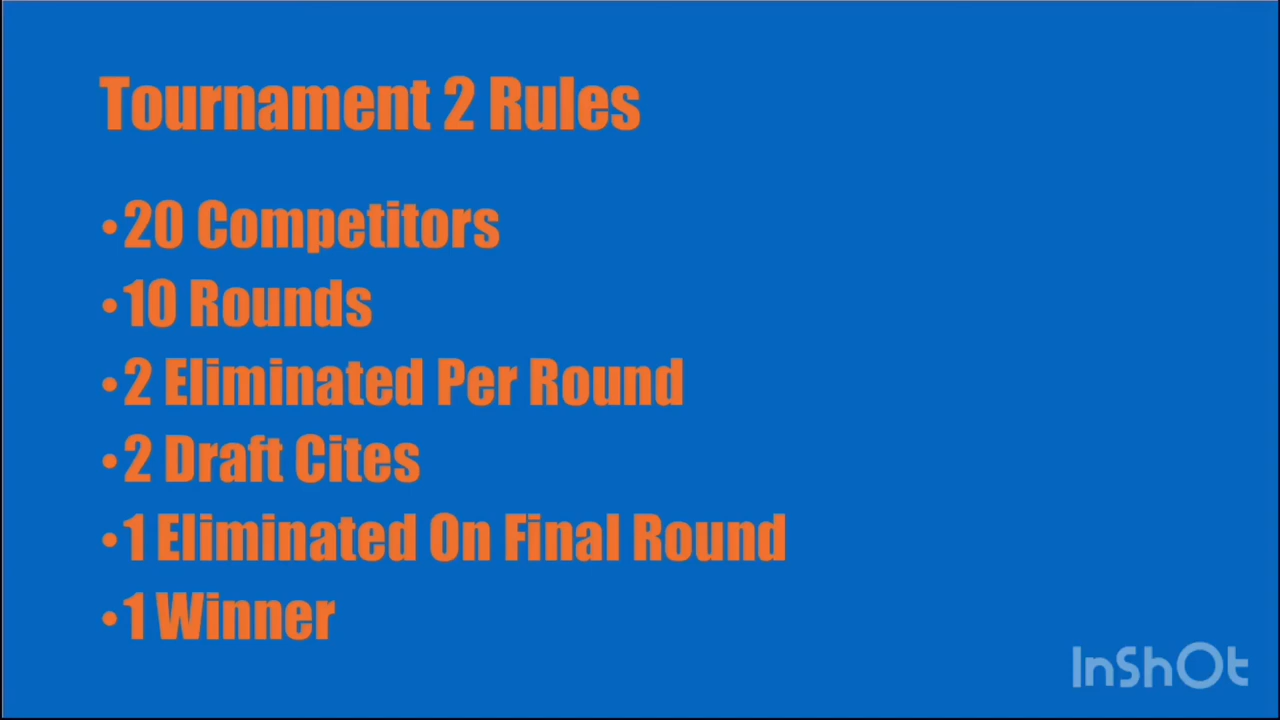 Tournament 2 Rules
•20 Competitors
•10 Rounds
•2 Eliminated Per Round
•2 Draft Cites
•1 Eliminated On Final Round
•1 Winner
InShOt